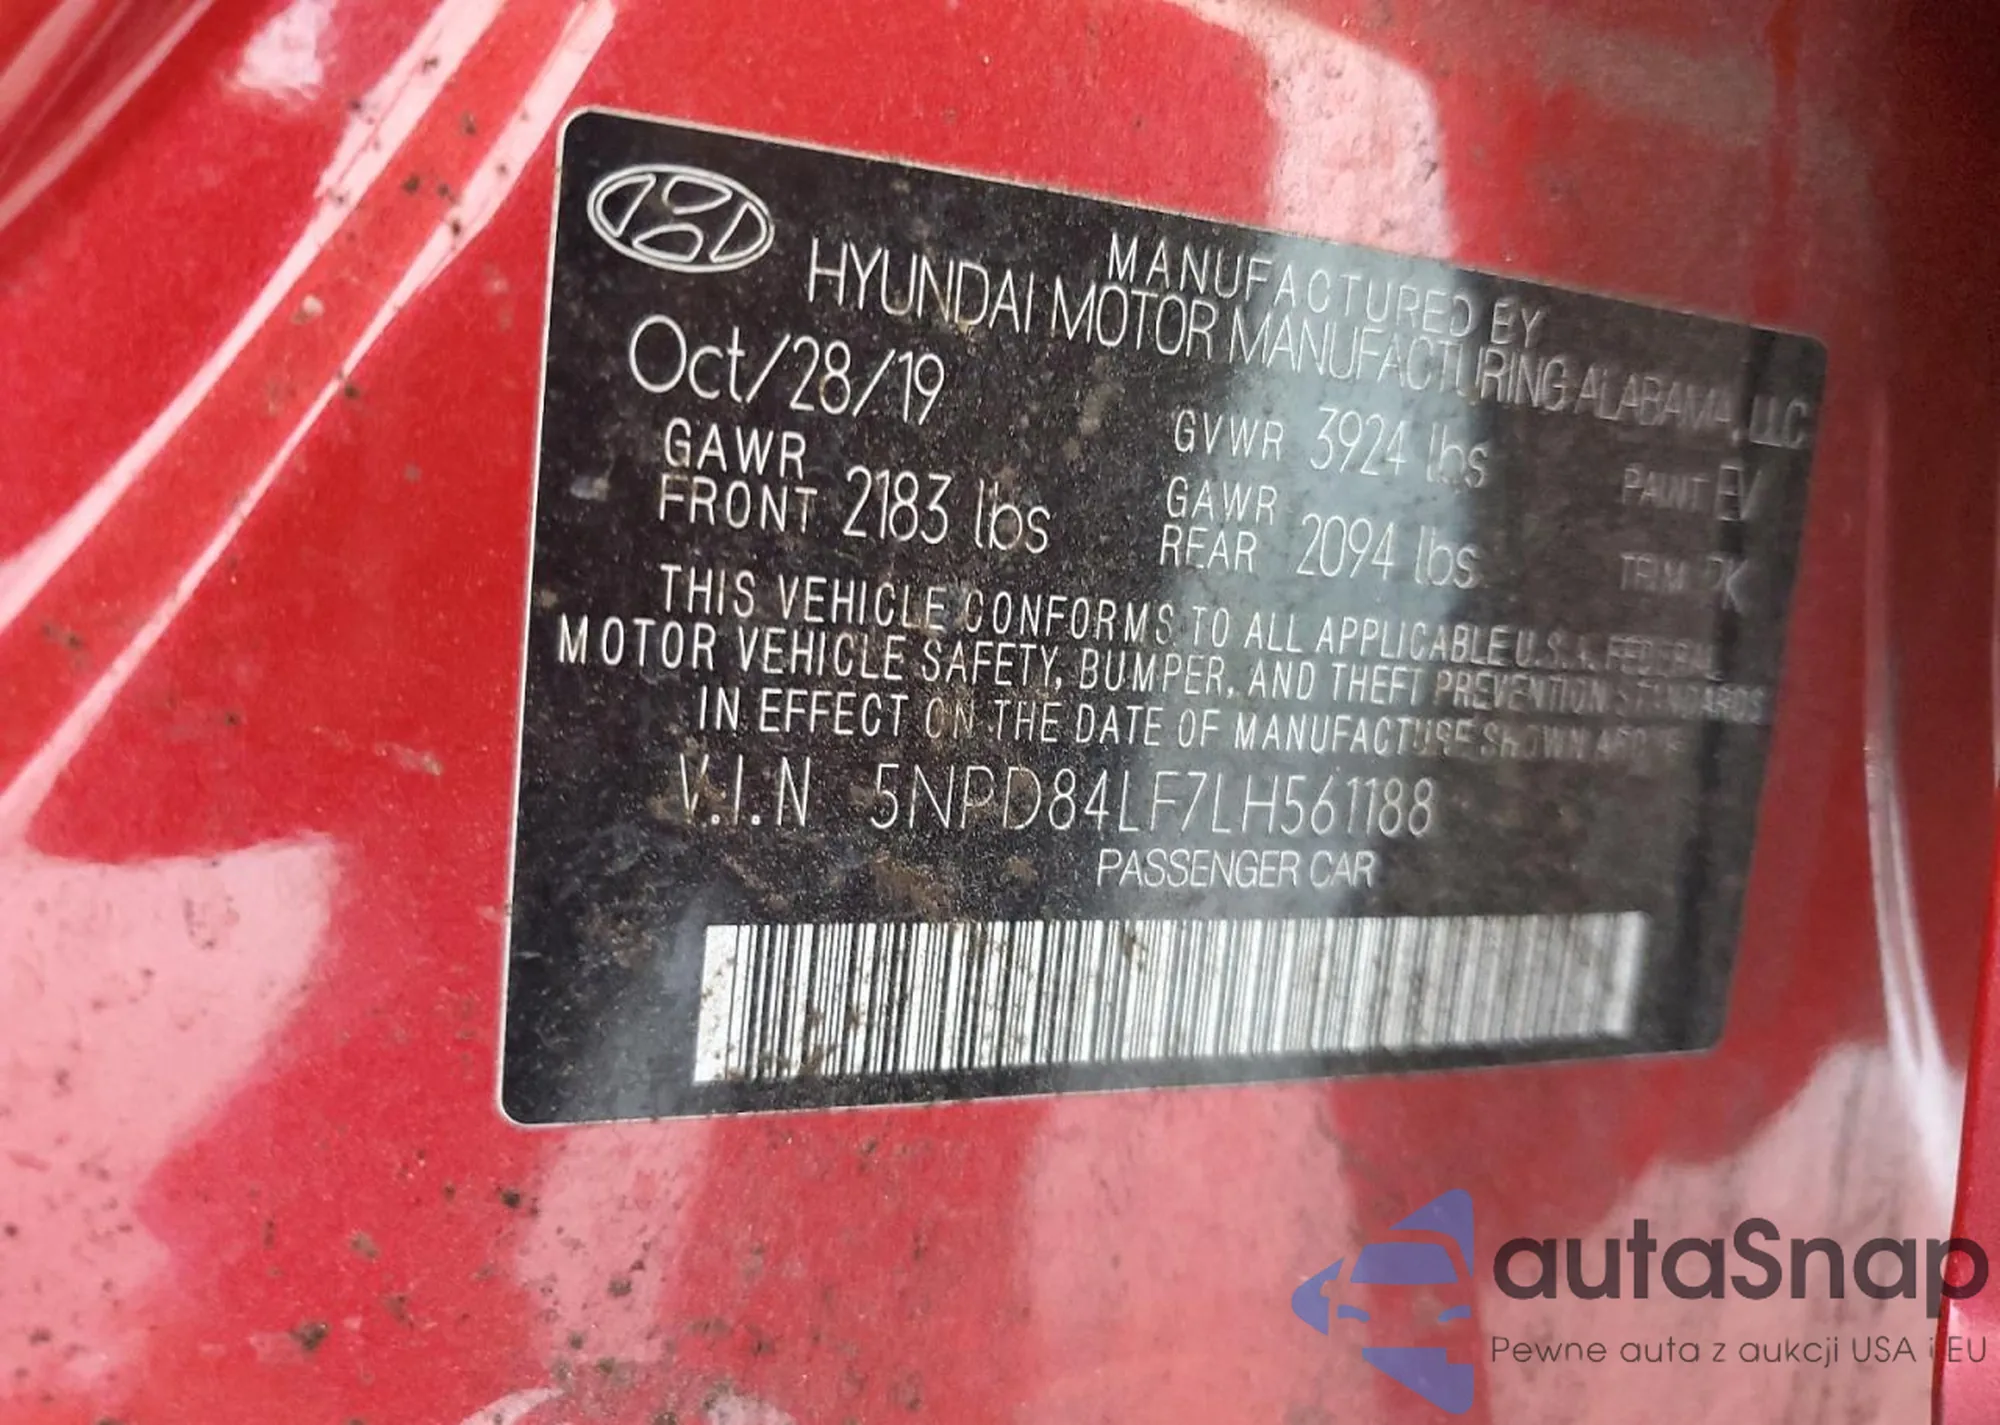 MANUFACTURED BY
HYUNDAI MOTOR MANUFACTURING ALABAMA, LLC
Oct/28/19
GVWR 3924 lbs
PAINT
GAWR FRONT 2183 lbs
GAWR REAR 2094 lbs
TRIM
THIS VEHICLE CONFORMS TO ALL APPLICABLE U.S.A. FEDERAL
MOTOR VEHICLE SAFETY, BUMPER, AND THEFT PREVENTION STANDARDS
IN EFFECT ON THE DATE OF MANUFACTURE SHOWN ABOVE
V.I.N 5NPD84LF7LH561188
PASSENGER CAR
autaSnap
Pewne auta z aukcji USA i EU